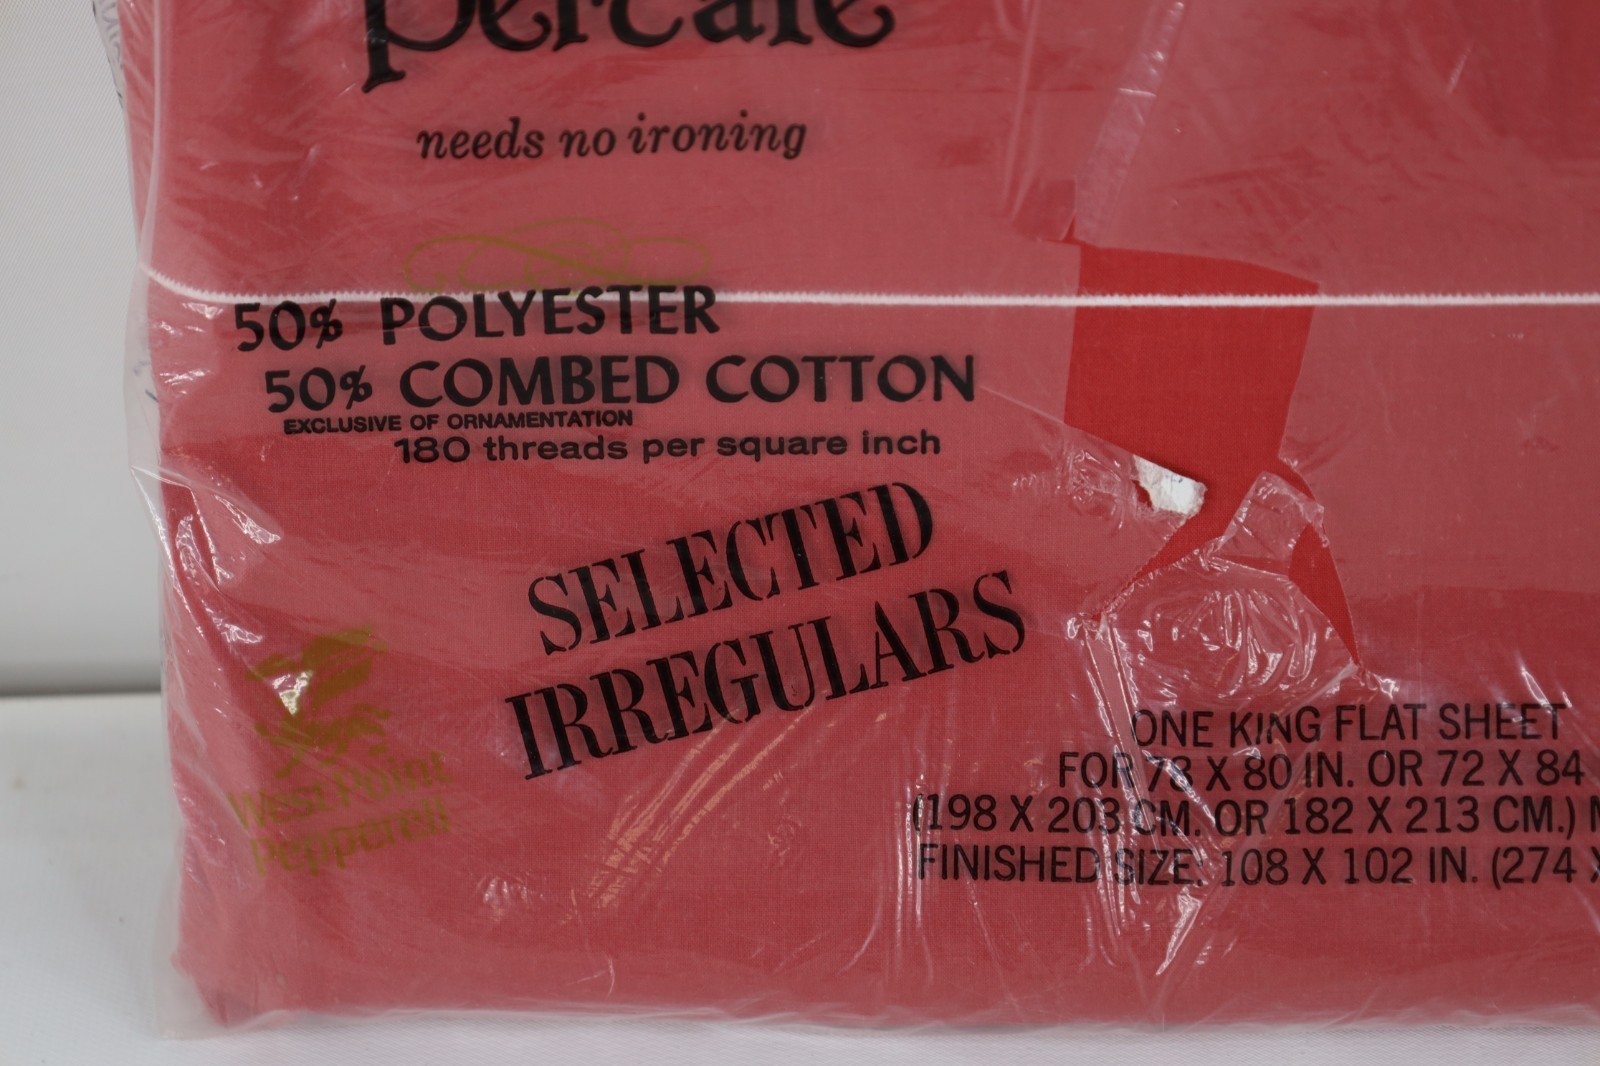 percale
needs no ironing
50% POLYESTER
50% COMBED COTTON
EXCLUSIVE OF ORNAMENTATION
180 threads per square inch
SELECTED
IRREGULARS
West Point
Pepperell
ONE KING FLAT SHEET
FOR 78 X 80 IN. OR 72 X 84
(198 X 203 CM. OR 182 X 213 CM.)
FINISHED SIZE: 108 X 102 IN. (274 X